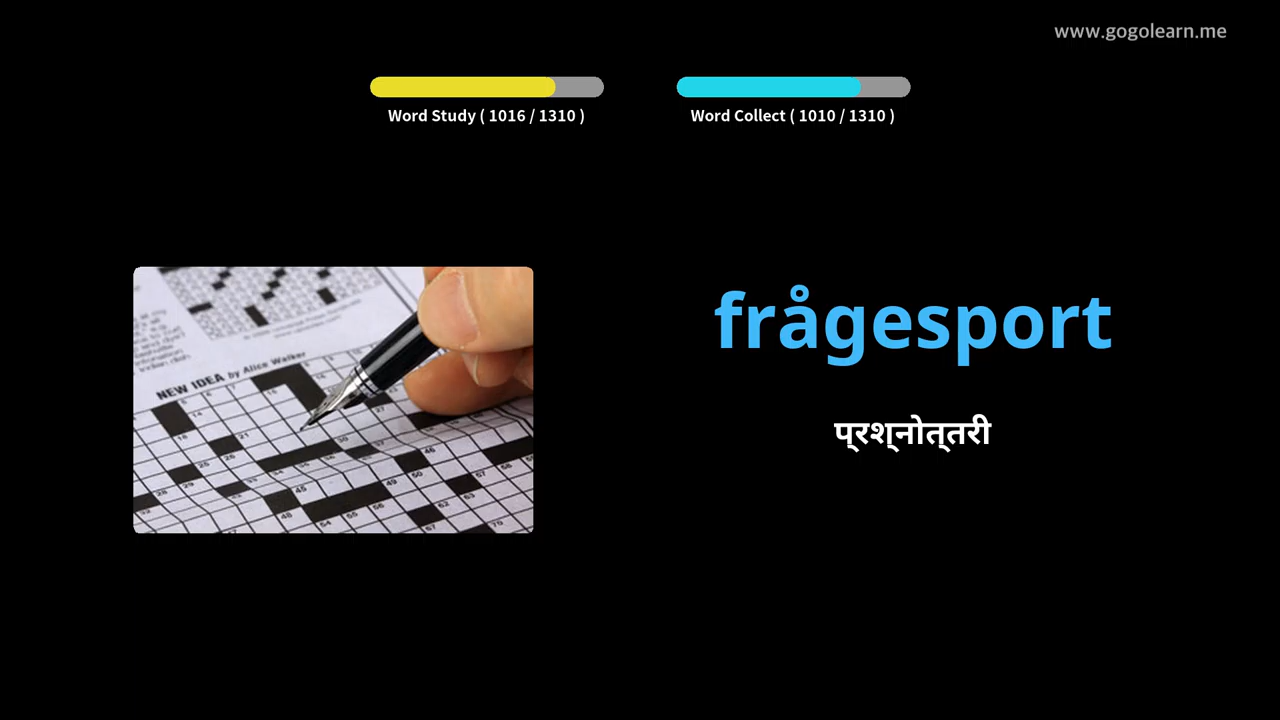 www.gogolearn.me
Word Study ( 1016 / 1310 )
Word Collect ( 1010 / 1310 )
NEW IDEA by Alice Walker
frågesport
प्रश्नोत्तरी